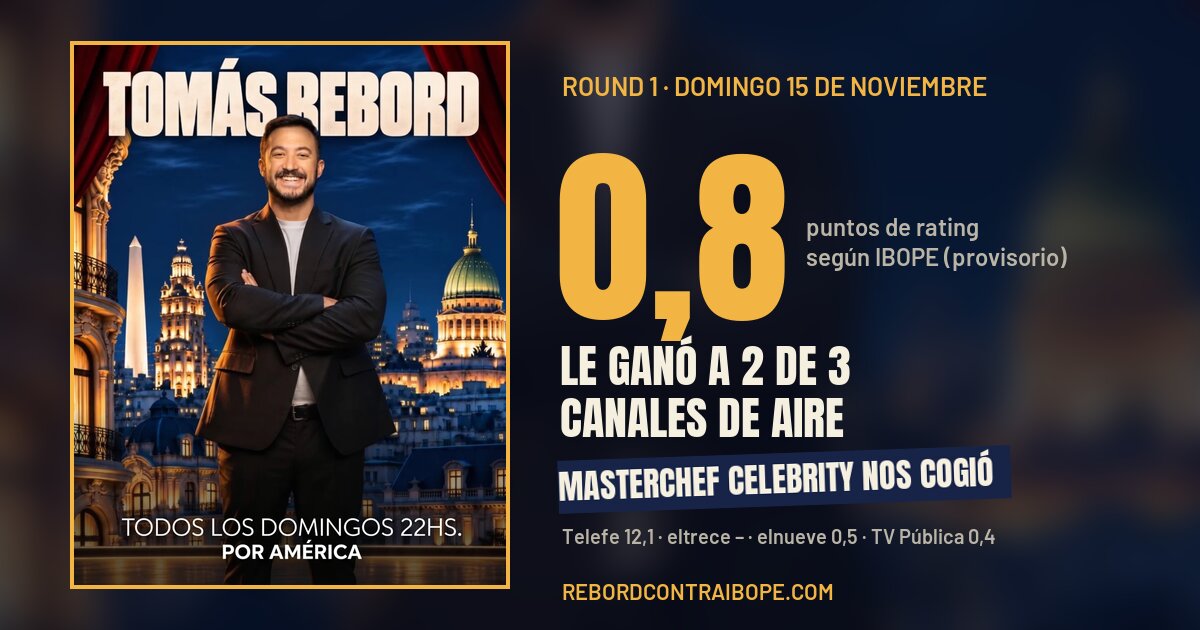 TOMÁS REBORD
TODOS LOS DOMINGOS 22HS.
POR AMÉRICA
ROUND 1 · DOMINGO 15 DE NOVIEMBRE
0,8
puntos de rating
según IBOPE (provisorio)
LE GANÓ A 2 DE 3
CANALES DE AIRE
MASTERCHEF CELEBRITY NOS COGIÓ
Telefe 12,1 · eltrece – · elnueve 0,5 · TV Pública 0,4
REBORDCONTRAIBOPE.COM